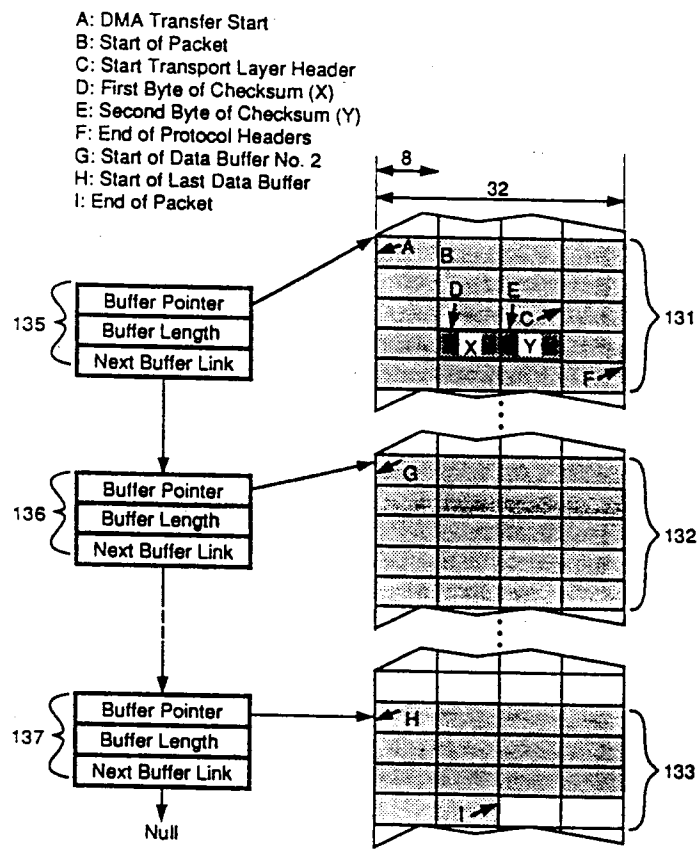 A: DMA Transfer Start
B: Start of Packet
C: Start Transport Layer Header
D: First Byte of Checksum (X)
E: Second Byte of Checksum (Y)
F: End of Protocol Headers
G: Start of Data Buffer No. 2
H: Start of Last Data Buffer
I: End of Packet
8
32
A
B
D
E
C
X
Y
F
131
135
Buffer Pointer
Buffer Length
Next Buffer Link
G
132
136
Buffer Pointer
Buffer Length
Next Buffer Link
H
I
133
137
Buffer Pointer
Buffer Length
Next Buffer Link
Null